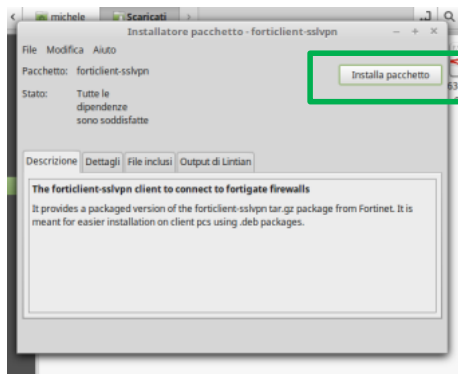 michele Scaricati
Installatore pacchetto - forticlient-sslvpn
File Modifica Aiuto
Pacchetto: forticlient-sslvpn
Installa pacchetto
Stato: Tutte le
dipendenze
sono soddisfatte
Descrizione Dettagli File inclusi Output di Lintian
The forticlient-sslvpn client to connect to fortigate firewalls
It provides a packaged version of the forticlient-sslvpn tar.gz package from Fortinet. It is
meant for easier installation on client pcs using .deb packages.